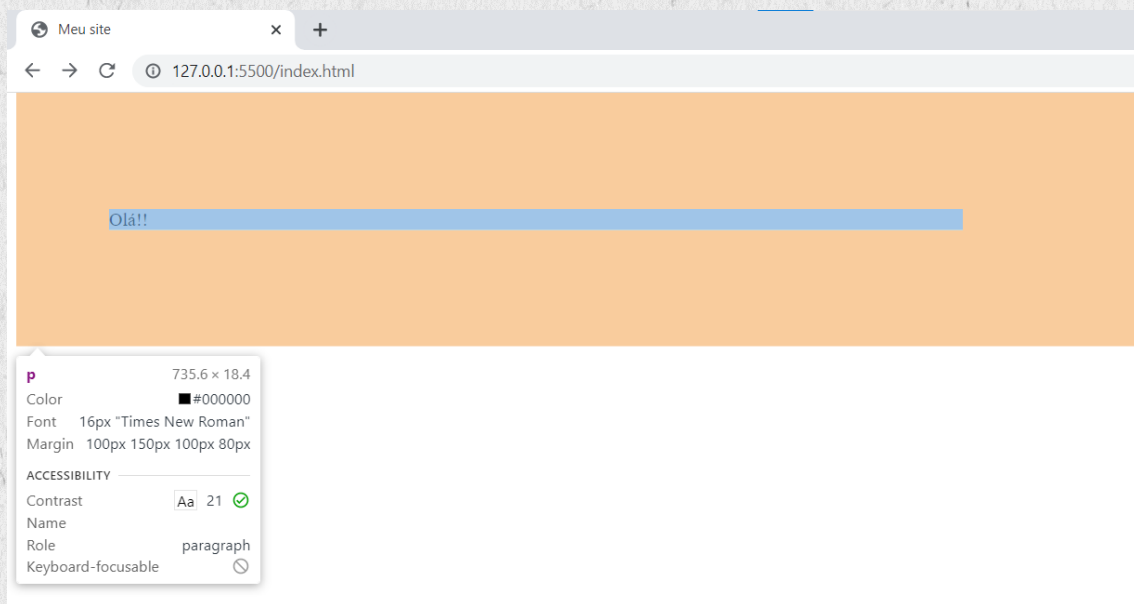 Meu site
127.0.0.1:5500/index.html
Olá!!
p 735.6 × 18.4
Color #000000
Font 16px "Times New Roman"
Margin 100px 150px 100px 80px
ACCESSIBILITY
Contrast Aa 21
Name
Role paragraph
Keyboard-focusable